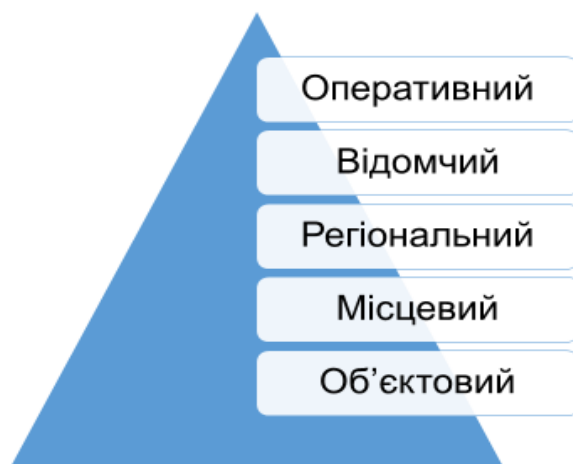 Оперативний
Відомчий
Регіональний
Місцевий
Об’єктовий